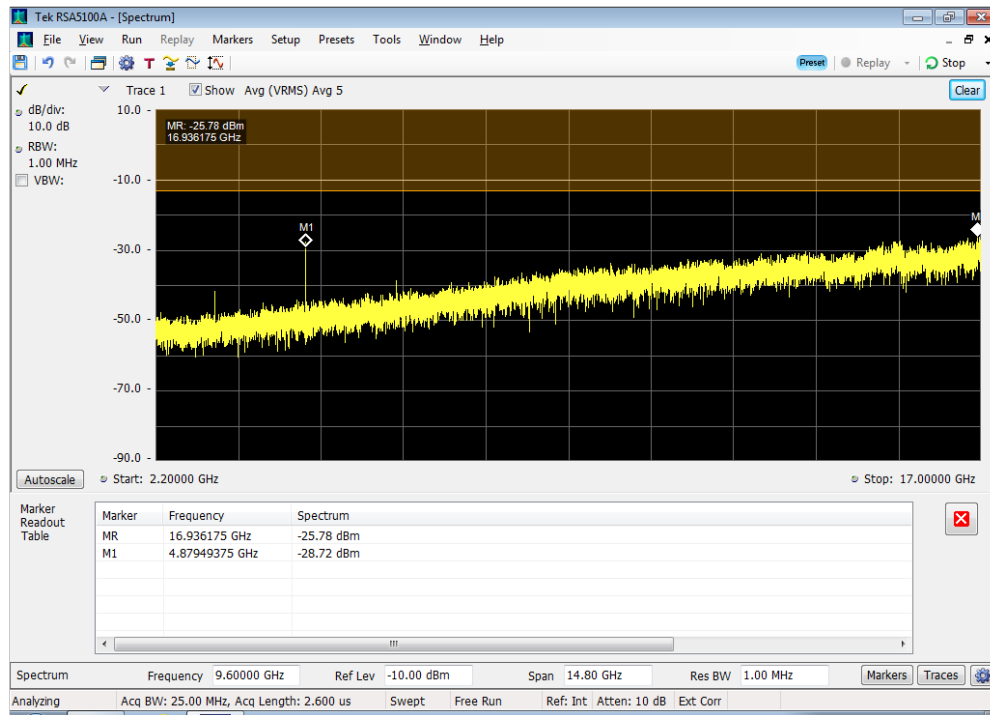 Tek RSA5100A - [Spectrum]
File View Run Replay Markers Setup Presets Tools Window Help
T Preset Replay Stop
Trace 1 Show Avg (VRMS) Avg 5 Clear
dB/div:
10.0 dB
RBW:
1.00 MHz
VBW:
10.0
-10.0
-30.0
-50.0
-70.0
-90.0
MR: -25.78 dBm
16.936175 GHz
M1
M
Autoscale Start: 2.20000 GHz Stop: 17.00000 GHz
Marker
Readout
Table
Marker Frequency Spectrum
MR 16.936175 GHz -25.78 dBm
M1 4.87949375 GHz -28.72 dBm
Spectrum Frequency 9.60000 GHz Ref Lev -10.00 dBm Span 14.80 GHz Res BW 1.00 MHz Markers Traces
Analyzing Acq BW: 25.00 MHz, Acq Length: 2.600 us Swept Free Run Ref: Int Atten: 10 dB Ext Corr